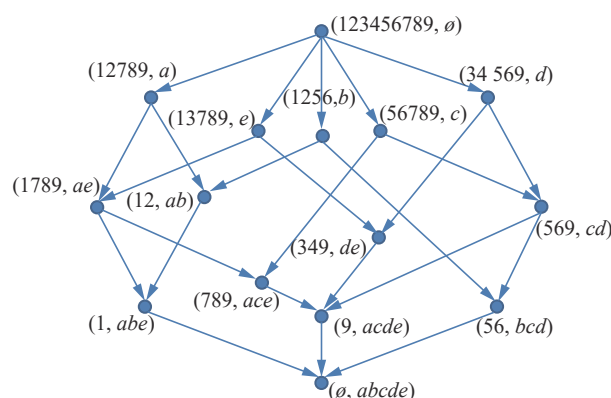 (123456789, ø)
(12789, a)
(34 569, d)
(13789, e)
(1256,b)
(56789, c)
(1789, ae)
(12, ab)
(569, cd)
(349, de)
(789, ace)
(1, abe)
(9, acde)
(56, bcd)
(ø, abcde)